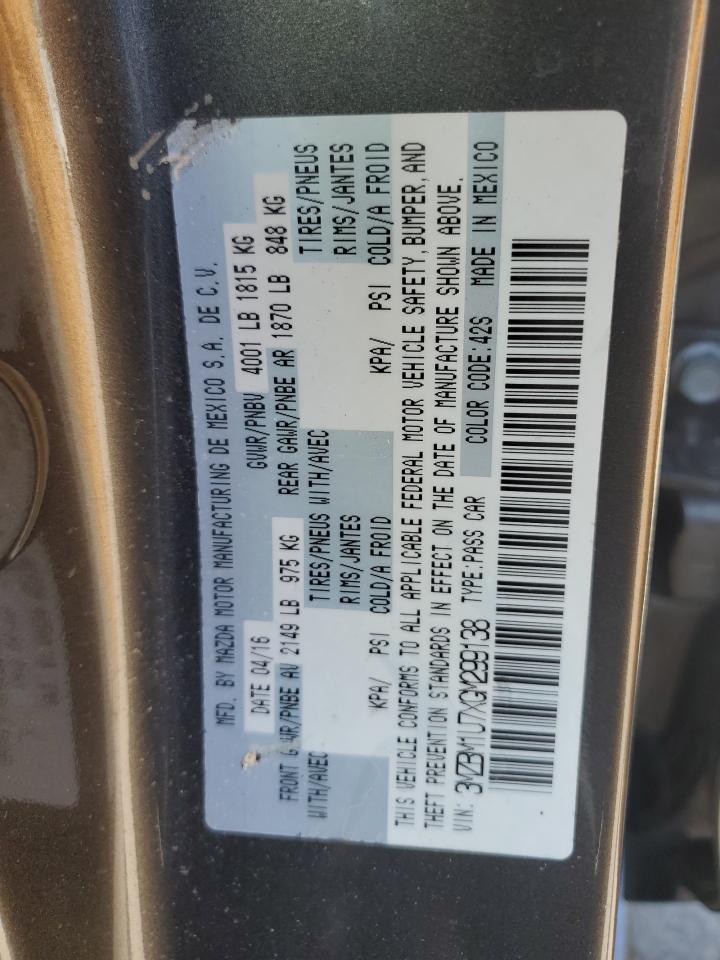 MFD. BY MAZDA MOTOR MANUFACTURING DE MEXICO S.A. DE C.V.
DATE 04/16 GVWR/PNBV 4001 LB 1815 KG
FRONT GAWR/PNBE AV 2149 LB 975 KG REAR GAWR/PNBE AR 1870 LB 848 KG
WITH/AVEC TIRES/PNEUS WITH/AVEC TIRES/PNEUS
RIMS/JANTES RIMS/JANTES
KPA/ PSI COLD/A FROID KPA/ PSI COLD/A FROID
THIS VEHICLE CONFORMS TO ALL APPLICABLE FEDERAL MOTOR VEHICLE SAFETY, BUMPER, AND
THEFT PREVENTION STANDARDS IN EFFECT ON THE DATE OF MANUFACTURE SHOWN ABOVE.
VIN: 3MZBM1U7XGM299138 TYPE:PASS CAR COLOR CODE:42S MADE IN MEXICO